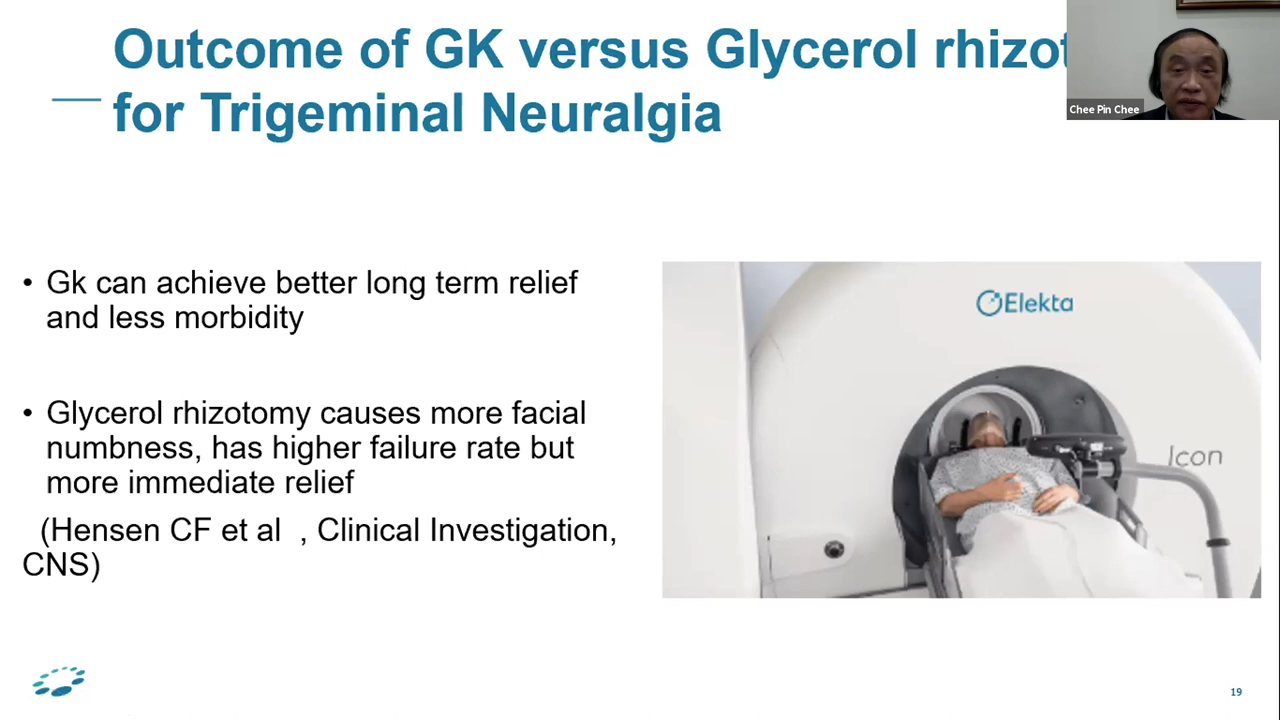 Outcome of GK versus Glycerol rhizot
for Trigeminal Neuralgia
Chee Pin Chee
• Gk can achieve better long term relief
and less morbidity
• Glycerol rhizotomy causes more facial
numbness, has higher failure rate but
more immediate relief
(Hensen CF et al , Clinical Investigation,
CNS)
Elekta
Icon
19